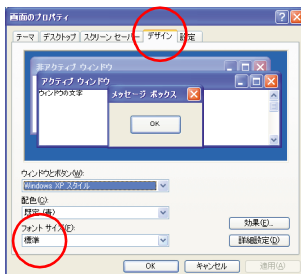 画面のプロパティ
テーマ デスクトップ スクリーン セーバー デザイン 設定
非アクティブ ウィンドウ
アクティブ ウィンドウ
ウィンドウの文字
メッセージ ボックス
OK
ウィンドウとボタン(W):
Windows XP スタイル
配色(C):
既定 (青)
フォント サイズ(F):
標準
効果(E)...
詳細設定(D)
OK キャンセル 適用(A)